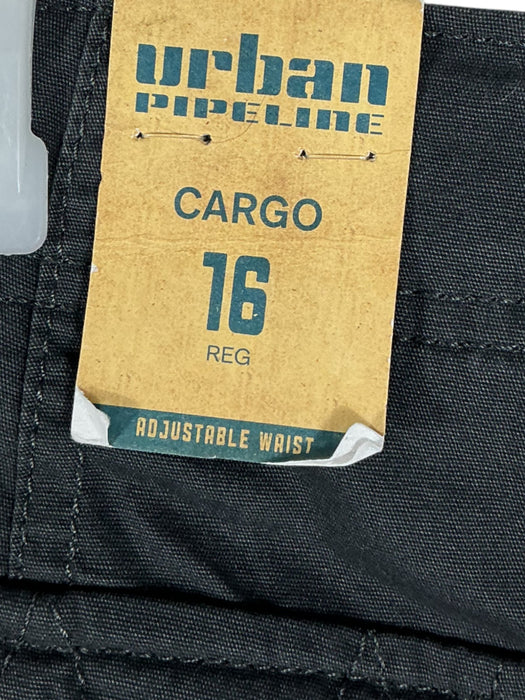 urban
PIPELINE
CARGO
16
REG
ADJUSTABLE WAIST